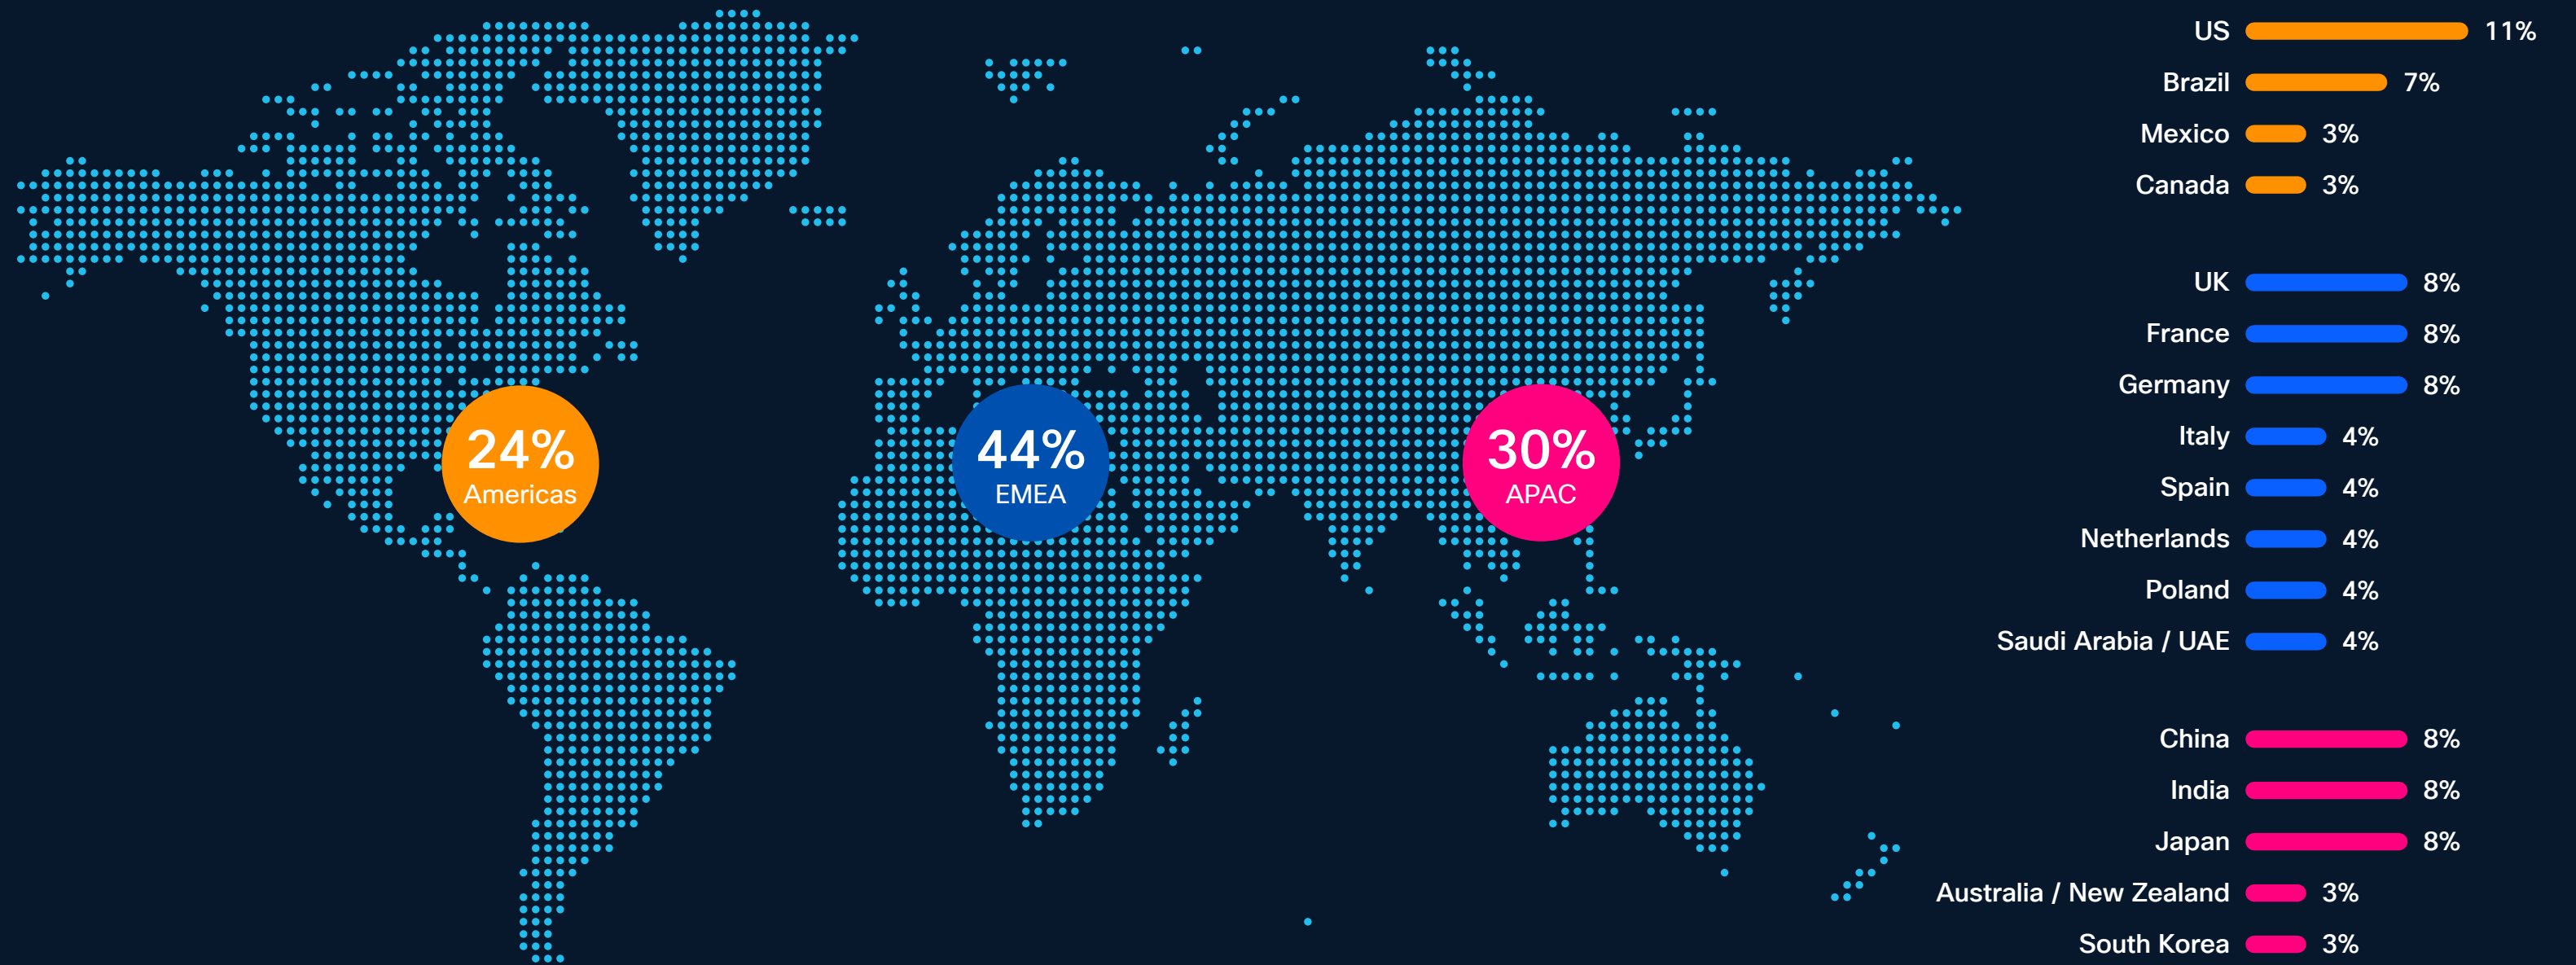 24%
Americas
44%
EMEA
30%
APAC
US 11%
Brazil 7%
Mexico 3%
Canada 3%
UK 8%
France 8%
Germany 8%
Italy 4%
Spain 4%
Netherlands 4%
Poland 4%
Saudi Arabia / UAE 4%
China 8%
India 8%
Japan 8%
Australia / New Zealand 3%
South Korea 3%